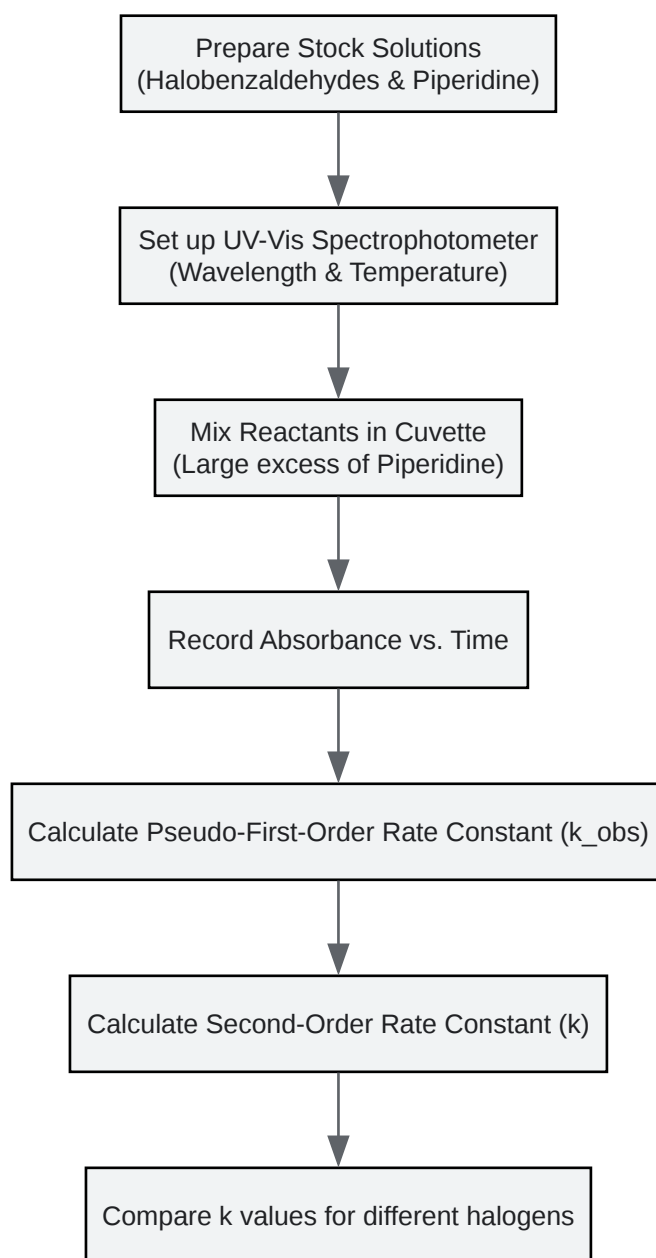 Prepare Stock Solutions
(Halobenzaldehydes & Piperidine)
Set up UV-Vis Spectrophotometer
(Wavelength & Temperature)
Mix Reactants in Cuvette
(Large excess of Piperidine)
Record Absorbance vs. Time
Calculate Pseudo-First-Order Rate Constant (k_obs)
Calculate Second-Order Rate Constant (k)
Compare k values for different halogens